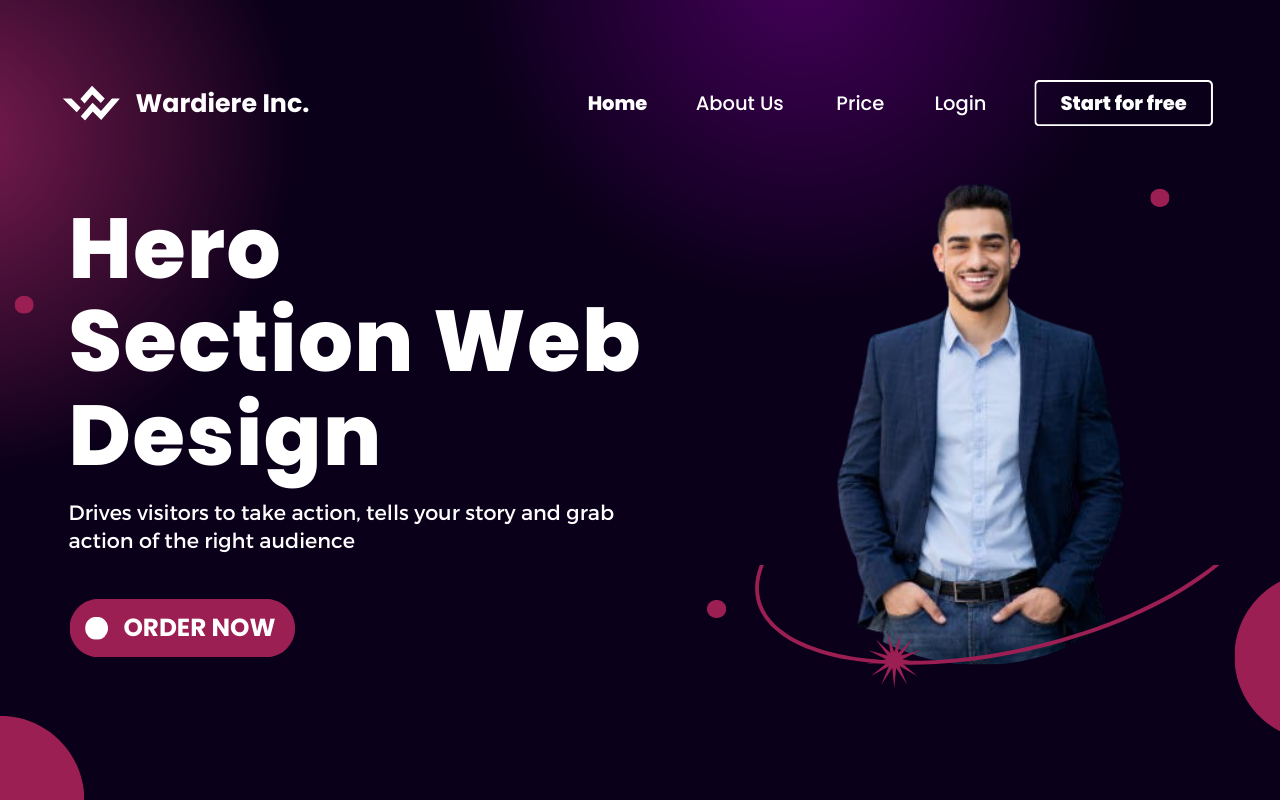 Wardiere Inc.
Home
About Us
Price
Login
Start for free
Hero
Section Web
Design
Drives visitors to take action, tells your story and grab
action of the right audience
ORDER NOW